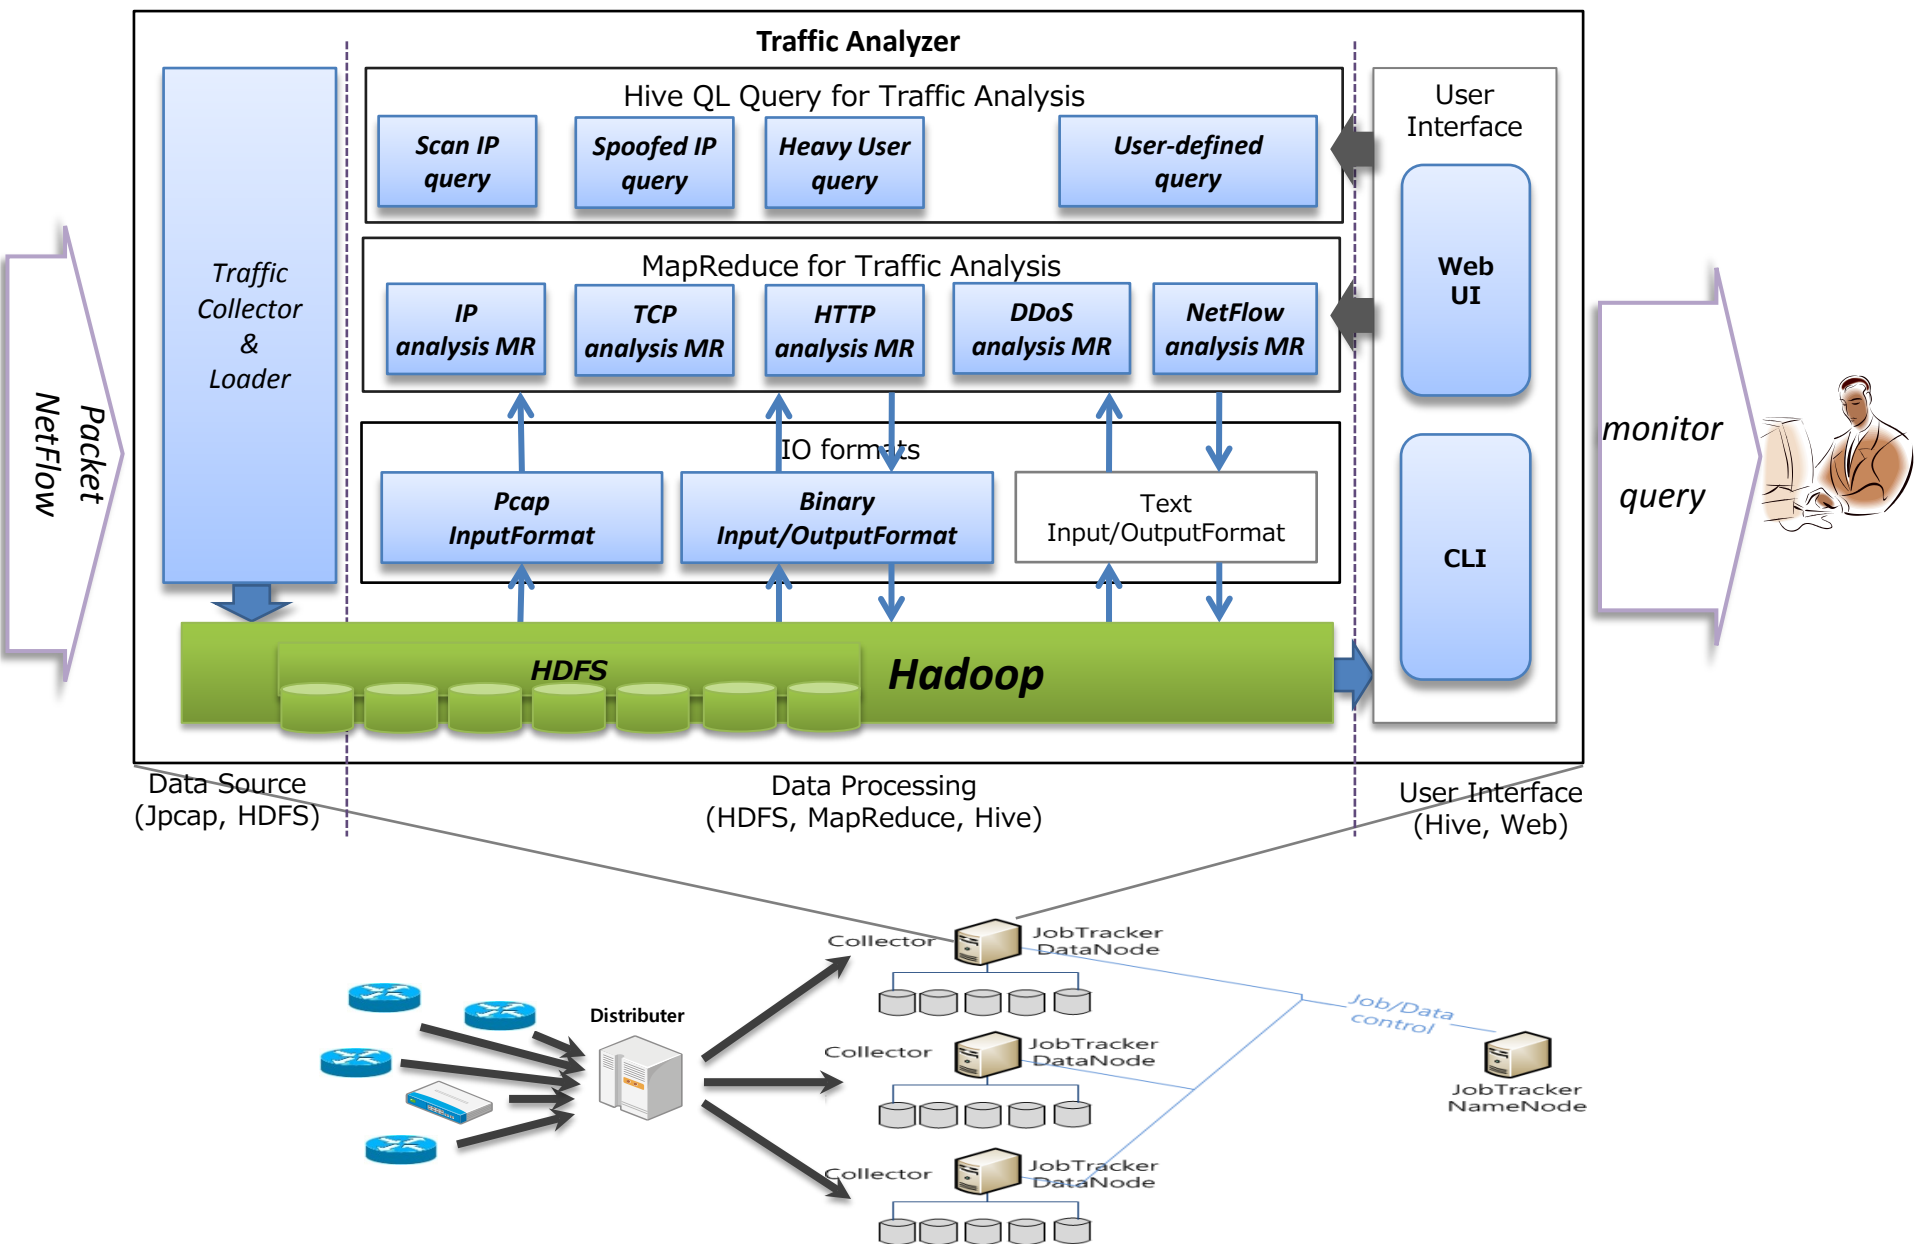 Traffic Analyzer
Packet
NetFlow
Traffic
Collector
&
Loader
Hive QL Query for Traffic Analysis
Scan IP
query
Spoofed IP
query
Heavy User
query
User-defined
query
MapReduce for Traffic Analysis
IP
analysis MR
TCP
analysis MR
HTTP
analysis MR
DDoS
analysis MR
NetFlow
analysis MR
IO formats
Pcap
InputFormat
Binary
Input/OutputFormat
Text
Input/OutputFormat
HDFS
Hadoop
User
Interface
Web
UI
CLI
monitor
query
Data Source
(Jpcap, HDFS)
Data Processing
(HDFS, MapReduce, Hive)
User Interface
(Hive, Web)
Distributer
Collector
JobTracker
DataNode
Collector
JobTracker
DataNode
Collector
JobTracker
DataNode
Job/Data
control
JobTracker
NameNode